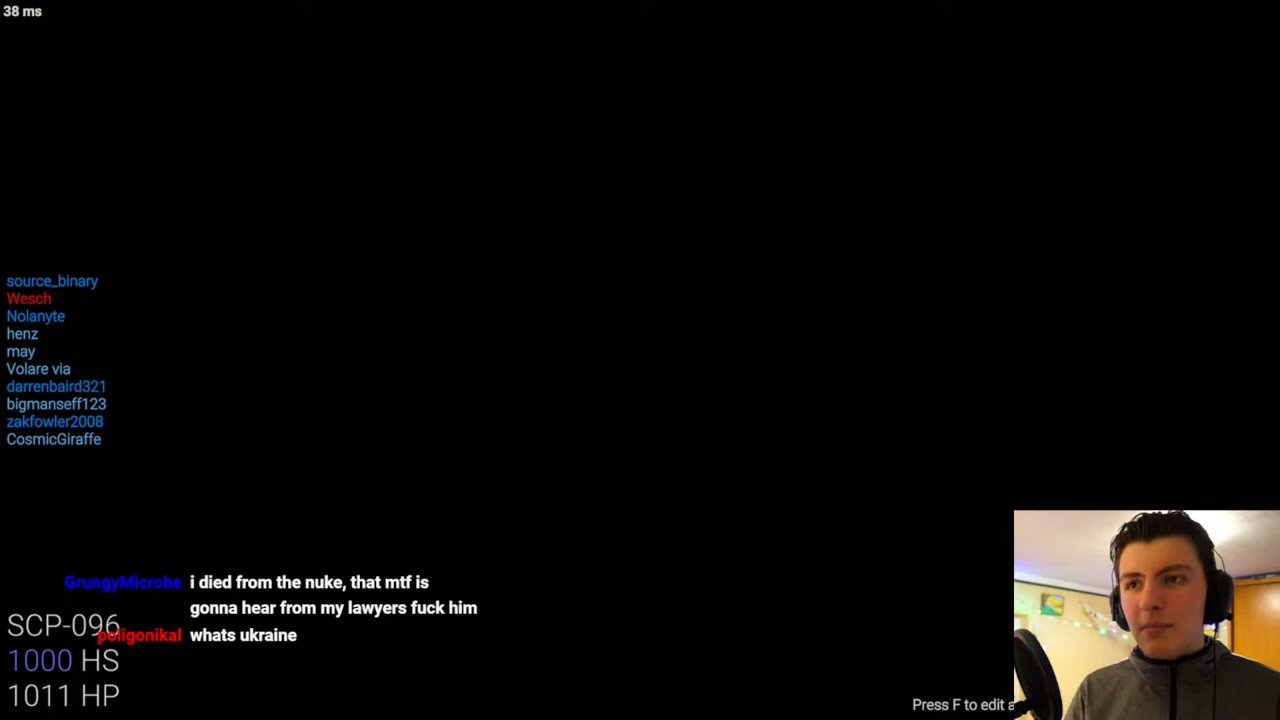 38 ms
source_binary
Wesch
Nolanyte
henz
may
Volare via
darrenbaird321
bigmanseff123
zakfowler2008
CosmicGiraffe
GrungyMicrobe i died from the nuke, that mtf is
gonna hear from my lawyers fuck him
SCP-096
poligonikal whats ukraine
1000 HS
1011 HP
Press F to edit a